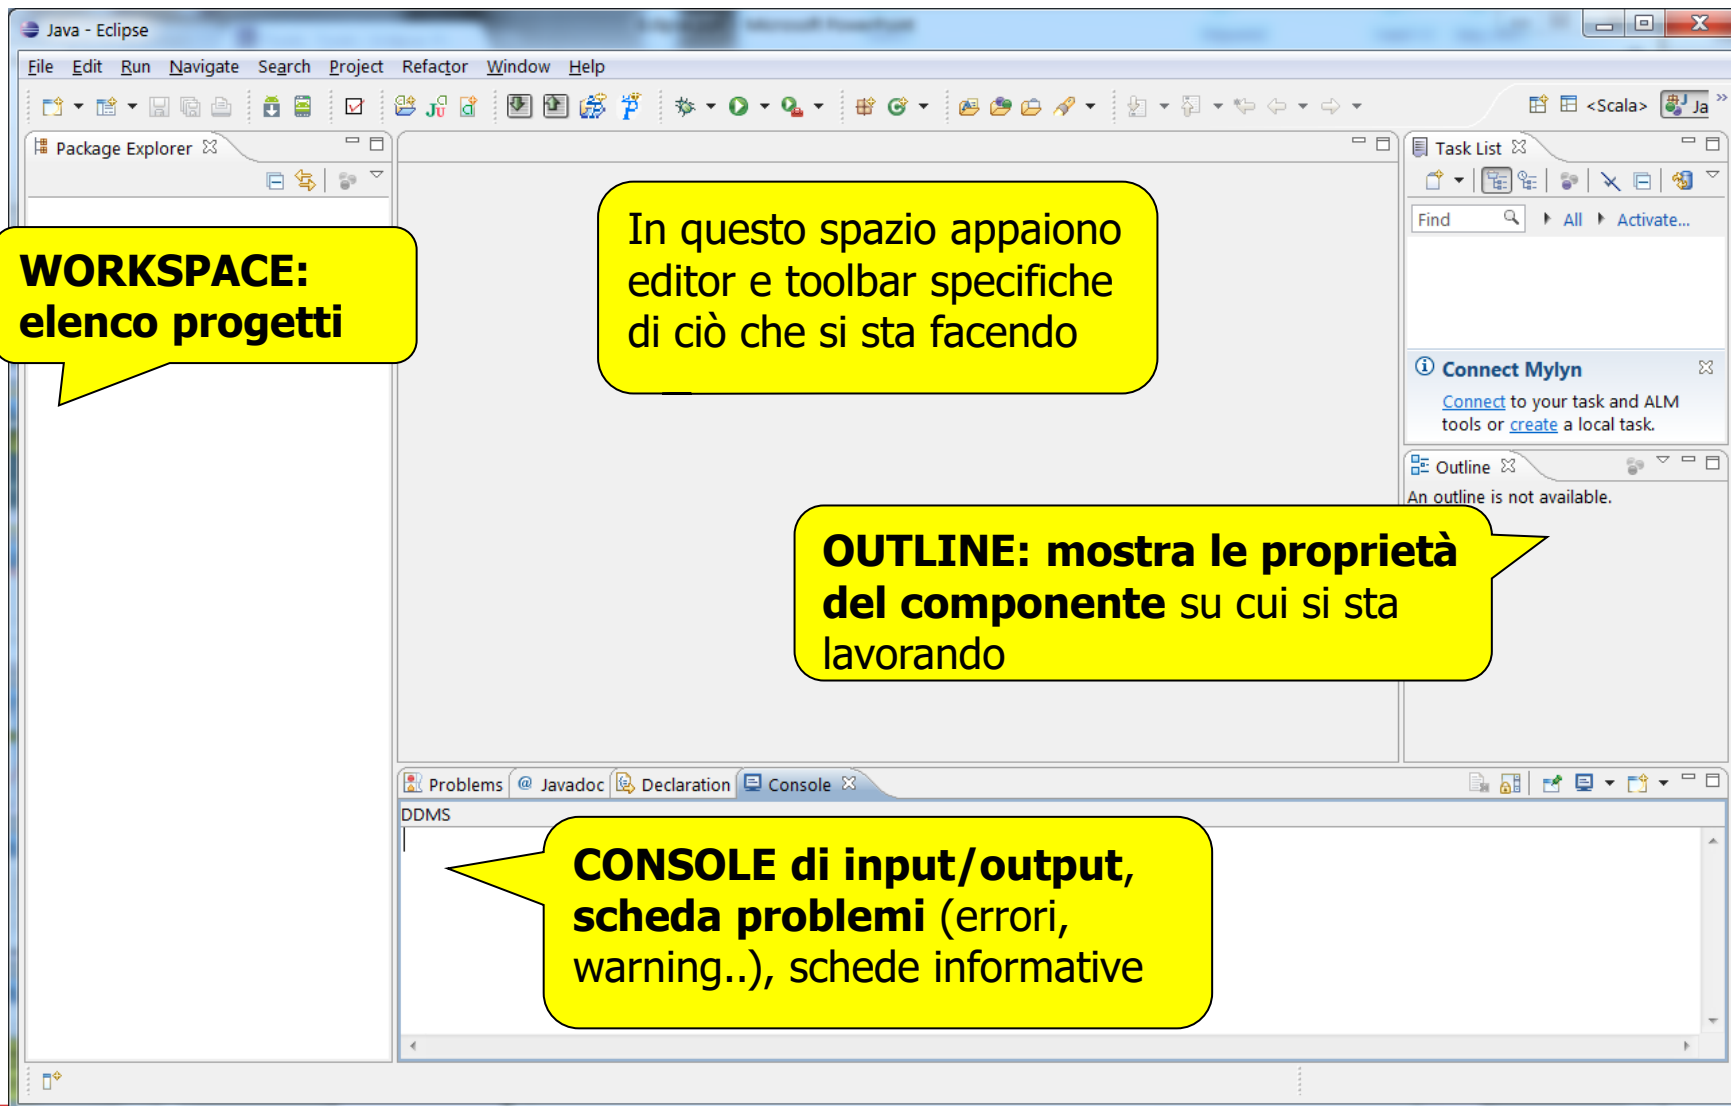 Java - Eclipse
File Edit Run Navigate Search Project Refactor Window Help
<Scala> Ja
Package Explorer
Task List
Find All Activate...
WORKSPACE:
elenco progetti
In questo spazio appaiono
editor e toolbar specifiche
di ciò che si sta facendo
Connect Mylyn
Connect to your task and ALM
tools or create a local task.
Outline
An outline is not available.
OUTLINE: mostra le proprietà
del componente su cui si sta
lavorando
Problems @ Javadoc Declaration Console
DDMS
CONSOLE di input/output,
scheda problemi (errori,
warning..), schede informative